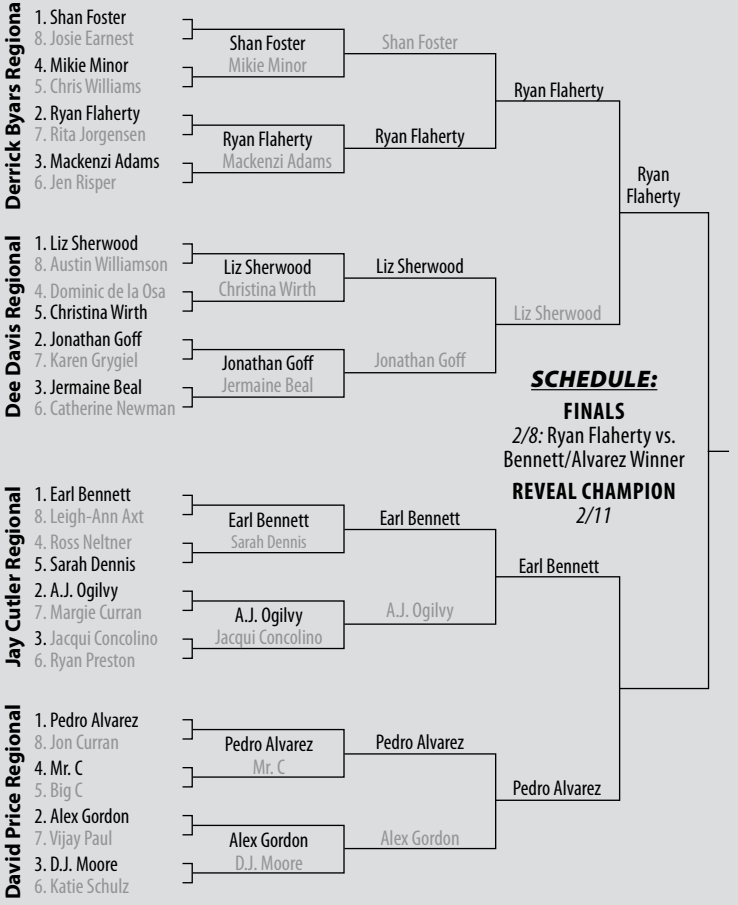 Derrick Byars Regiona
1. Shan Foster
8. Josie Earnest
4. Mikie Minor
5. Chris Williams
2. Ryan Flaherty
7. Rita Jorgensen
3. Mackenzi Adams
6. Jen Risper
Shan Foster
Mikie Minor
Ryan Flaherty
Mackenzi Adams
Shan Foster
Ryan Flaherty
Ryan Flaherty
Dee Davis Regional
1. Liz Sherwood
8. Austin Williamson
4. Dominic de la Osa
5. Christina Wirth
2. Jonathan Goff
7. Karen Grygiel
3. Jermaine Beal
6. Catherine Newman
Liz Sherwood
Christina Wirth
Jonathan Goff
Jermaine Beal
Liz Sherwood
Jonathan Goff
Liz Sherwood
Ryan
Flaherty
SCHEDULE:
FINALS
2/8: Ryan Flaherty vs.
Bennett/Alvarez Winner
REVEAL CHAMPION
2/11
Jay Cutler Regional
1. Earl Bennett
8. Leigh-Ann Axt
4. Ross Neltner
5. Sarah Dennis
2. A.J. Ogilvy
7. Margie Curran
3. Jacqui Concolino
6. Ryan Preston
Earl Bennett
Sarah Dennis
A.J. Ogilvy
Jacqui Concolino
Earl Bennett
A.J. Ogilvy
Earl Bennett
David Price Regional
1. Pedro Alvarez
8. Jon Curran
4. Mr. C
5. Big C
2. Alex Gordon
7. Vijay Paul
3. D.J. Moore
6. Katie Schulz
Pedro Alvarez
Mr. C
Alex Gordon
D.J. Moore
Pedro Alvarez
Alex Gordon
Pedro Alvarez